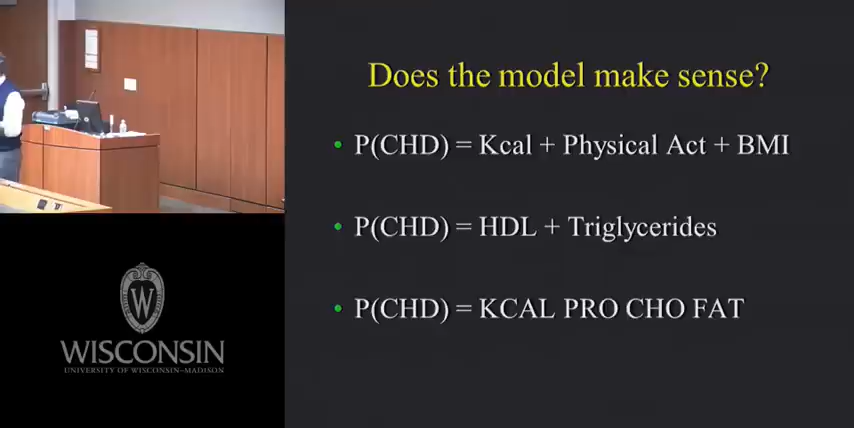 Does the model make sense?
• P(CHD) = Kcal + Physical Act + BMI
• P(CHD) = HDL + Triglycerides
• P(CHD) = KCAL PRO CHO FAT
W
WISCONSIN
UNIVERSITY OF WISCONSIN–MADISON